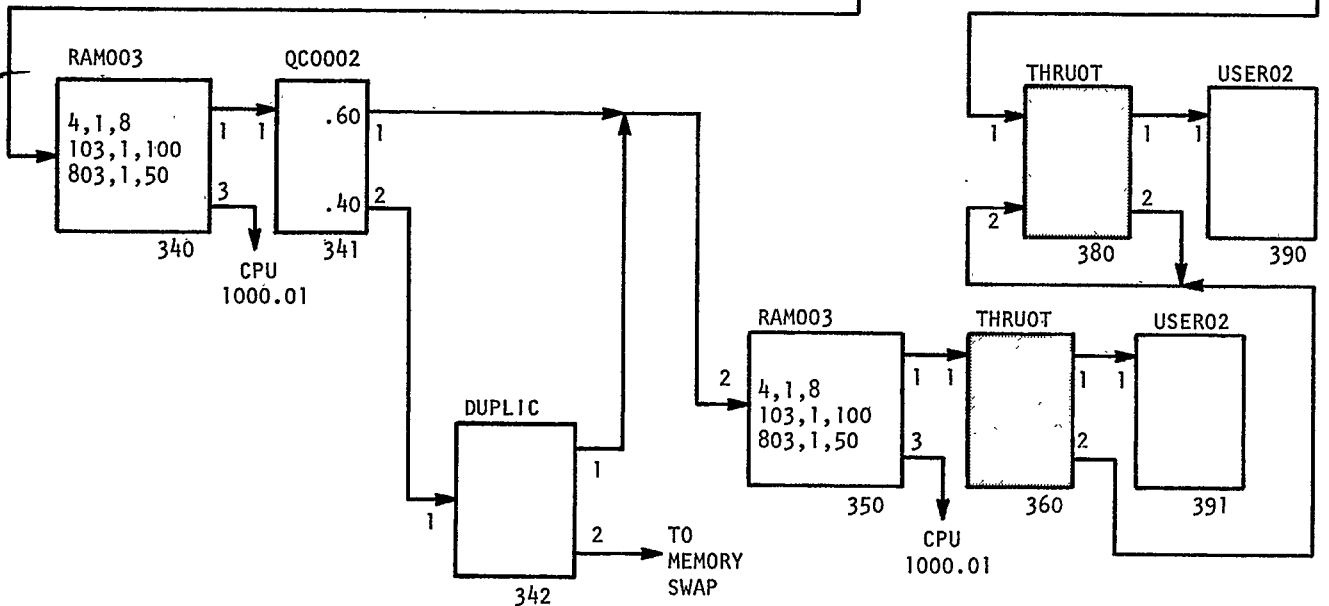 RAM003
QC0002
4,1,8
103,1,100
803,1,50
1
3
340
CPU
1000.01
1
.60
.40
1
2
341
DUPLIC
1
1
2
342
TO
MEMORY
SWAP
RAM003
2
4,1,8
103,1,100
803,1,50
1
3
350
CPU
1000.01
THRUOT
1
1
2
360
USER02
1
391
THRUOT
1
2
1
2
380
USER02
1
390